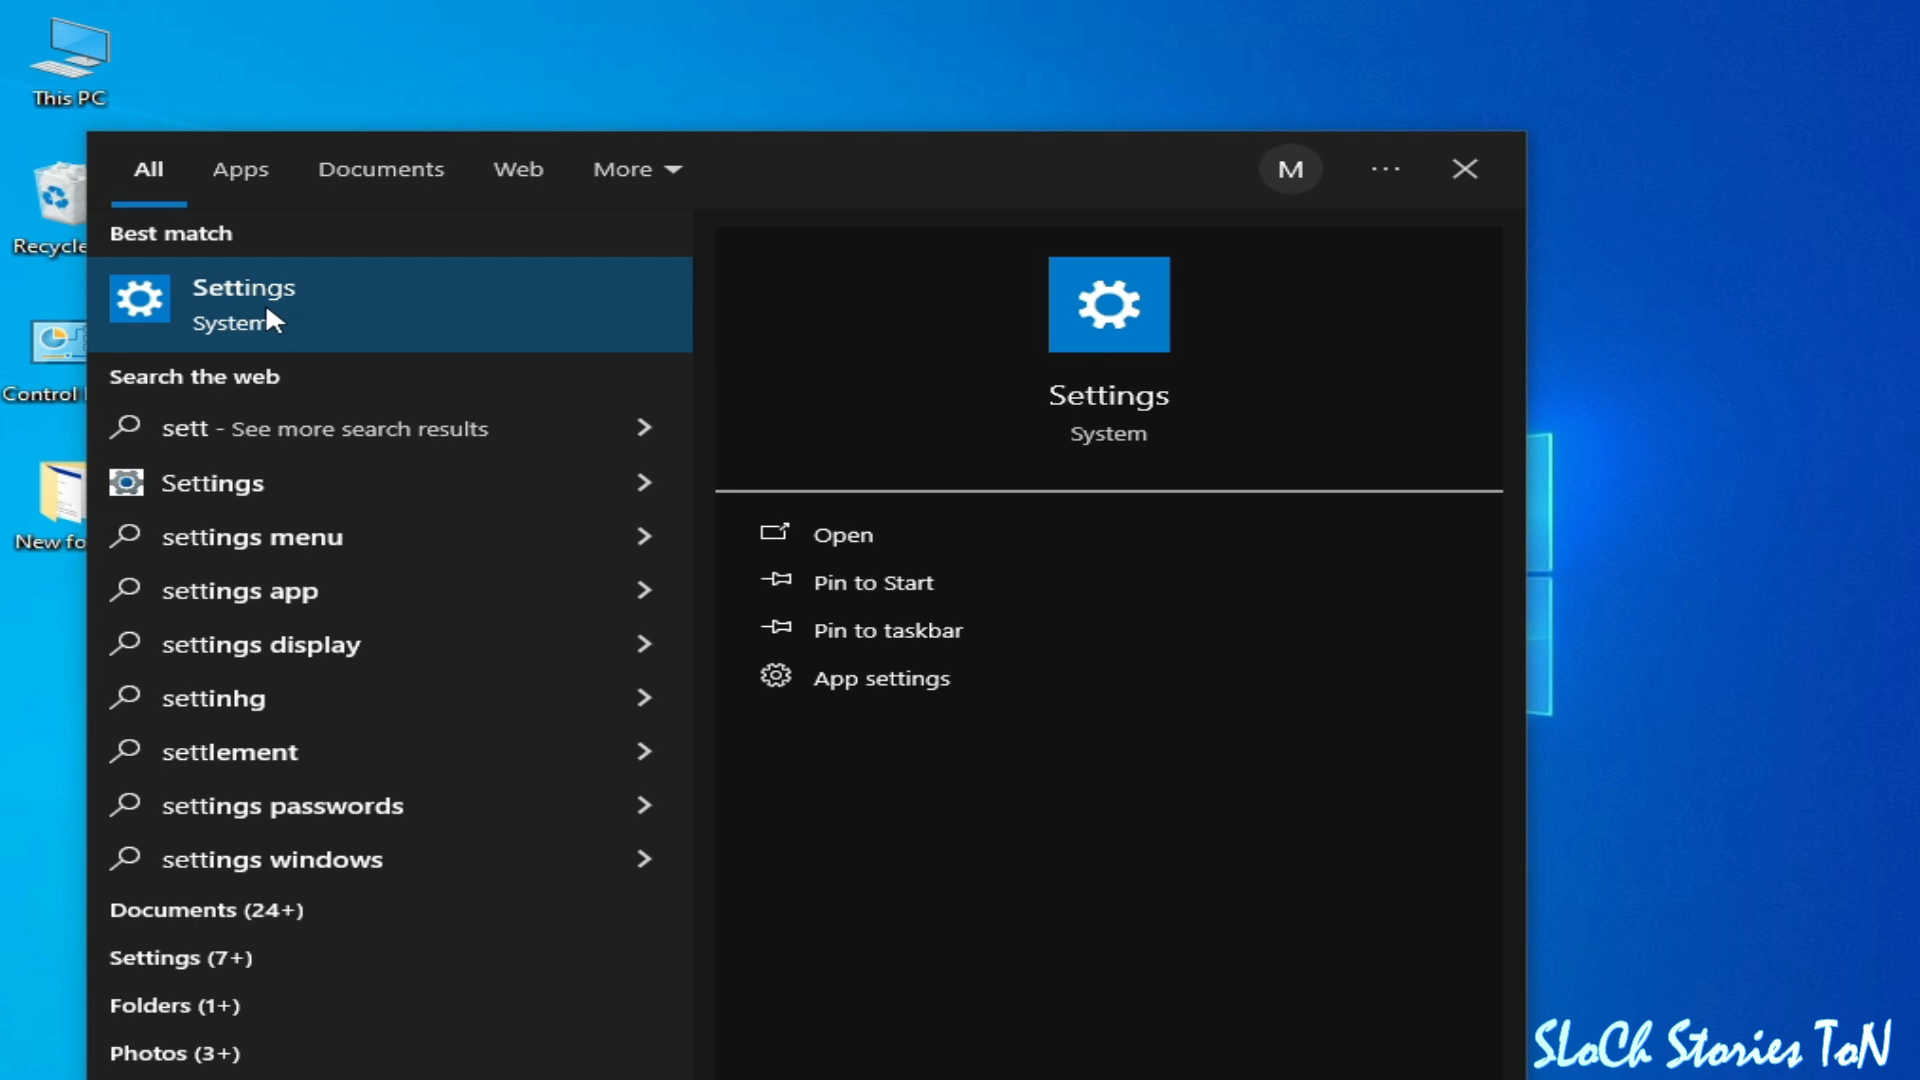 This PC
All Apps Documents Web More M
Recycle
Best match
Settings
System
Control
Search the web
sett - See more search results
Settings
settings menu
New fo
settings app
settings display
settinhg
settlement
settings passwords
settings windows
Documents (24+)
Settings (7+)
Folders (1+)
Photos (3+)
Settings
System
Open
Pin to Start
Pin to taskbar
App settings
SLoCh Stories ToN